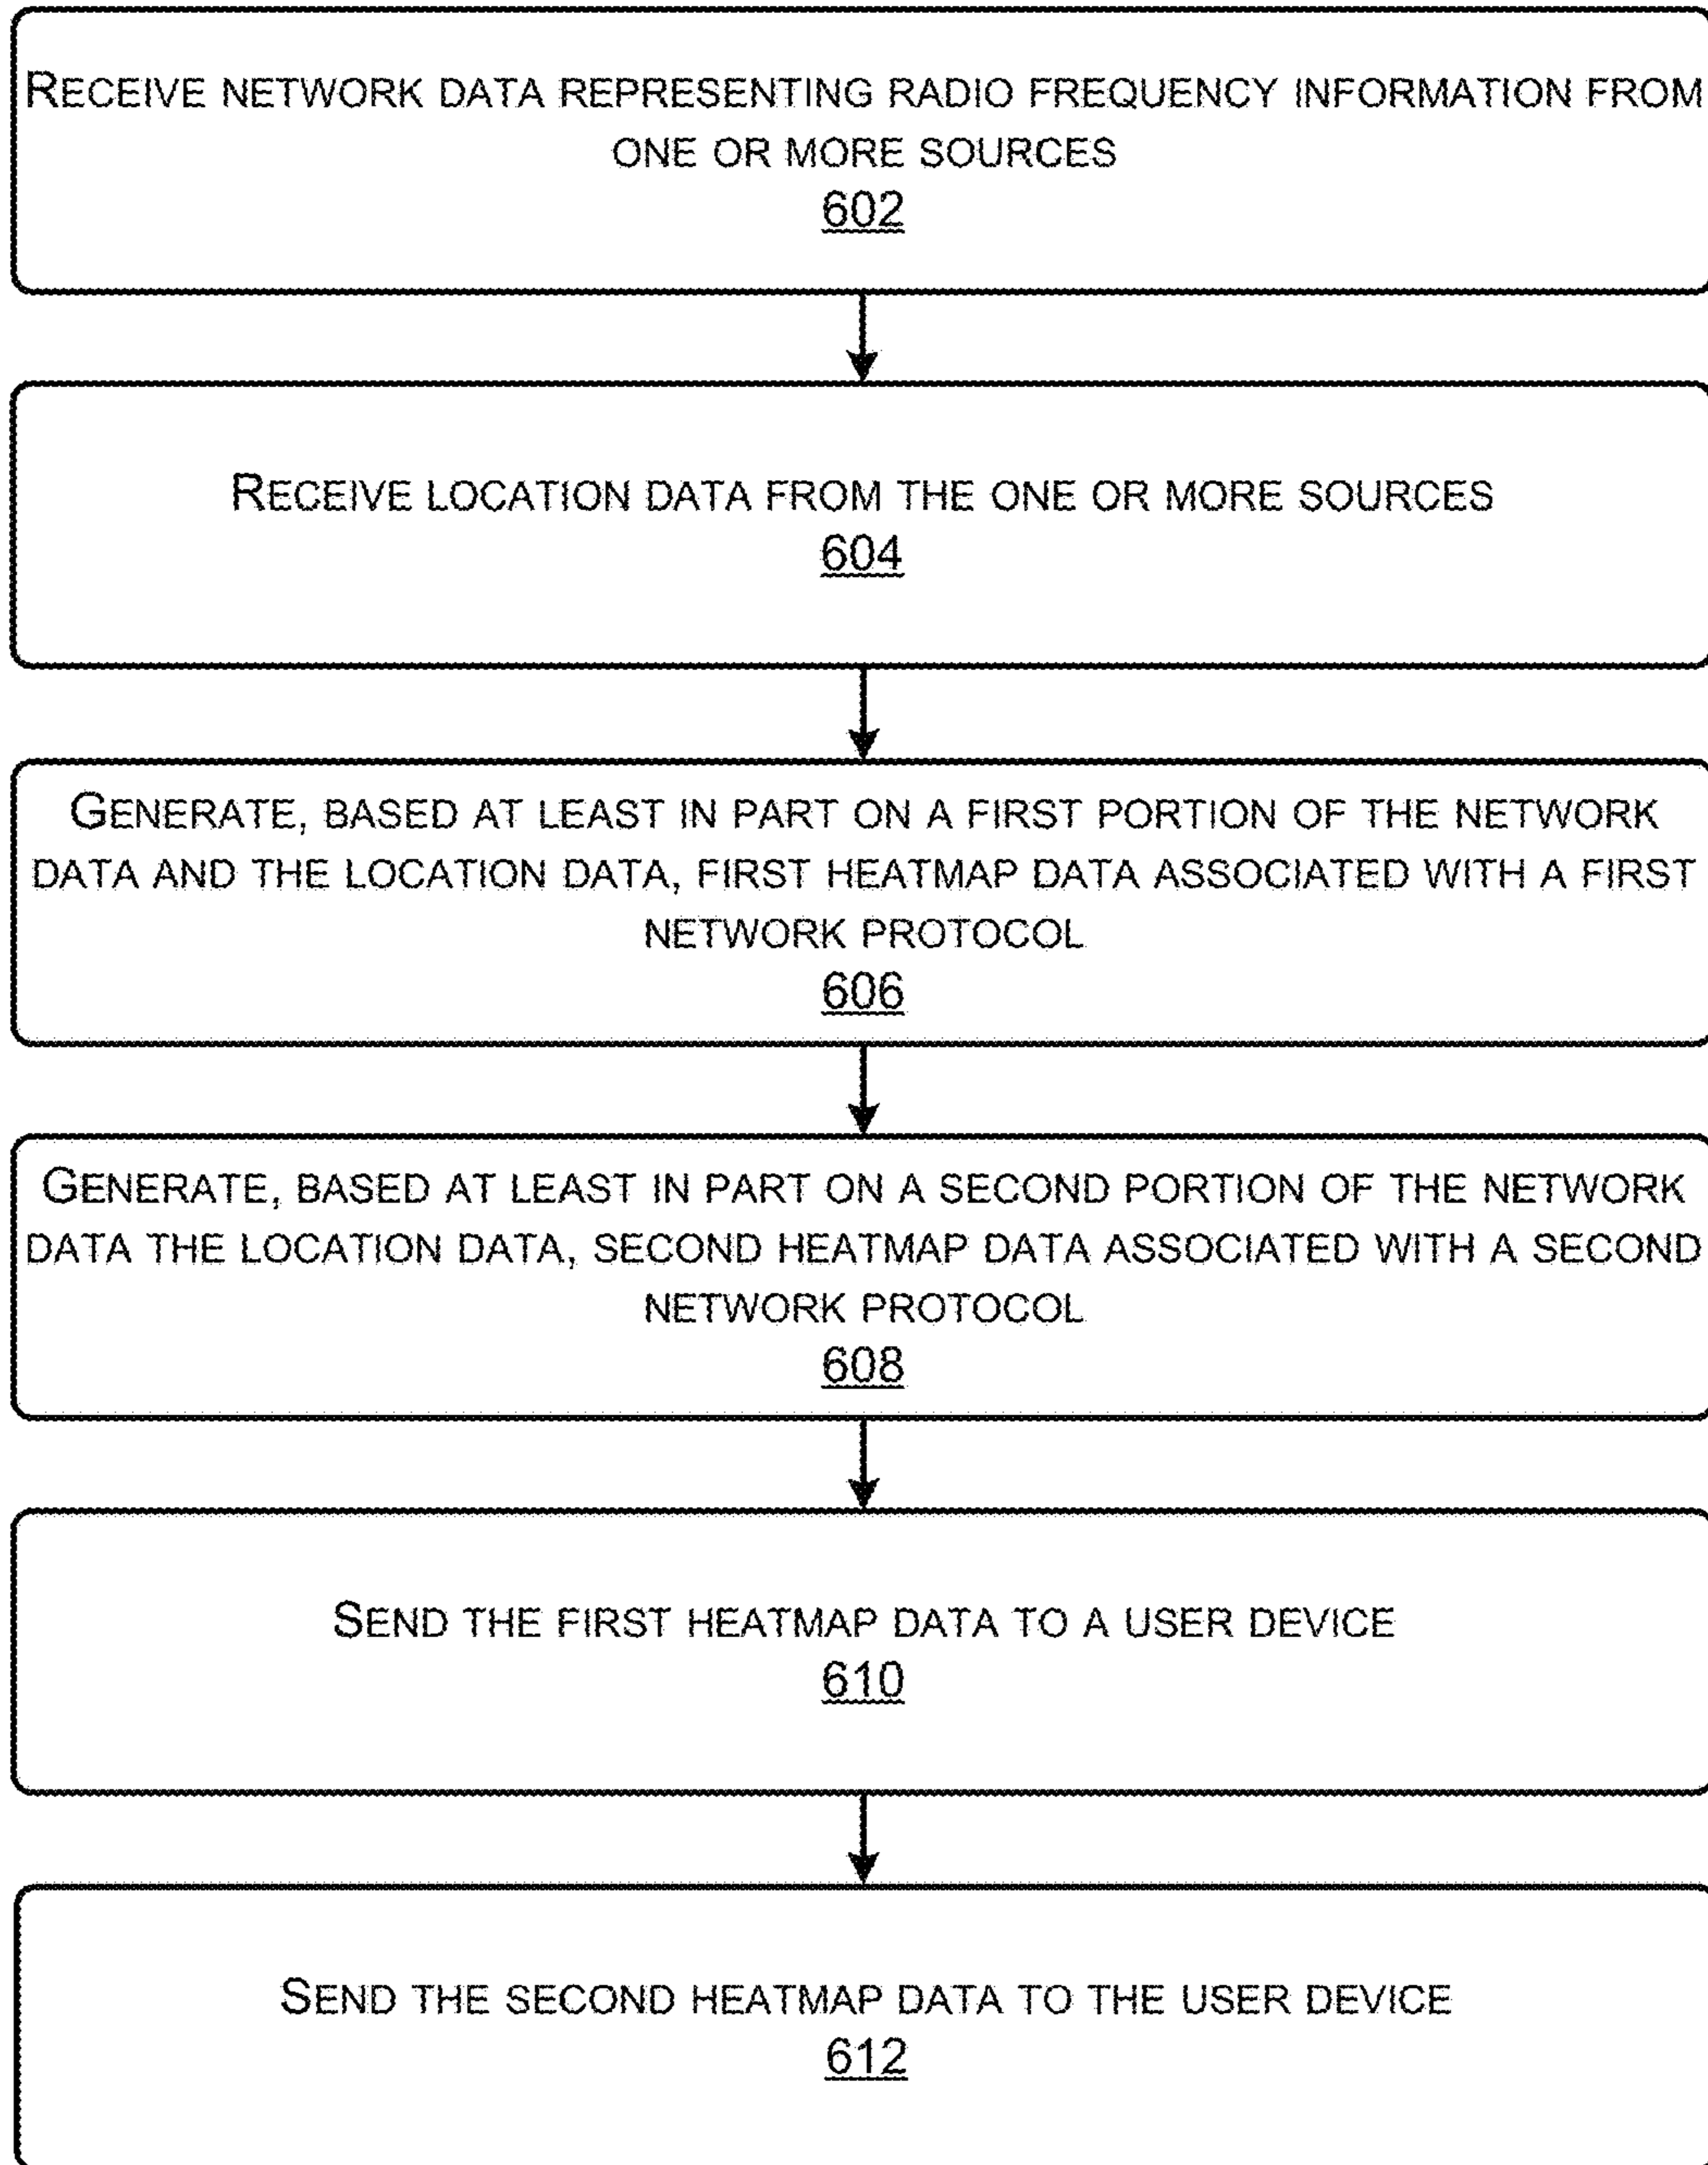 RECEIVE NETWORK DATA REPRESENTING RADIO FREQUENCY INFORMATION FROM
ONE OR MORE SOURCES
602
RECEIVE LOCATION DATA FROM THE ONE OR MORE SOURCES
604
GENERATE, BASED AT LEAST IN PART ON A FIRST PORTION OF THE NETWORK
DATA AND THE LOCATION DATA, FIRST HEATMAP DATA ASSOCIATED WITH A FIRST
NETWORK PROTOCOL
606
GENERATE, BASED AT LEAST IN PART ON A SECOND PORTION OF THE NETWORK
DATA THE LOCATION DATA, SECOND HEATMAP DATA ASSOCIATED WITH A SECOND
NETWORK PROTOCOL
608
SEND THE FIRST HEATMAP DATA TO A USER DEVICE
610
SEND THE SECOND HEATMAP DATA TO THE USER DEVICE
612